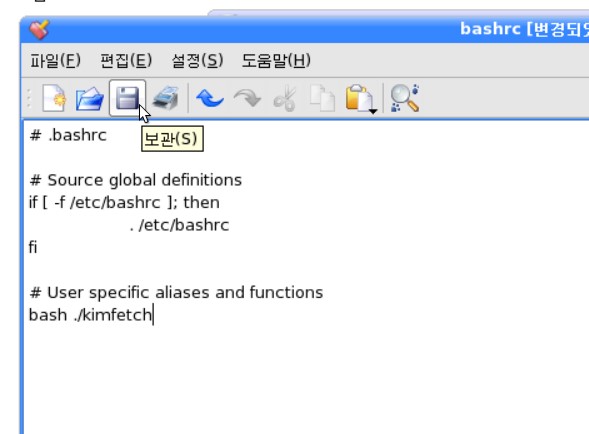 bashrc [변경되었
파일(F) 편집(E) 설정(S) 도움말(H)
보관(S)
# .bashrc
# Source global definitions
if [ -f /etc/bashrc ]; then
. /etc/bashrc
fi
# User specific aliases and functions
bash ./kimfetch